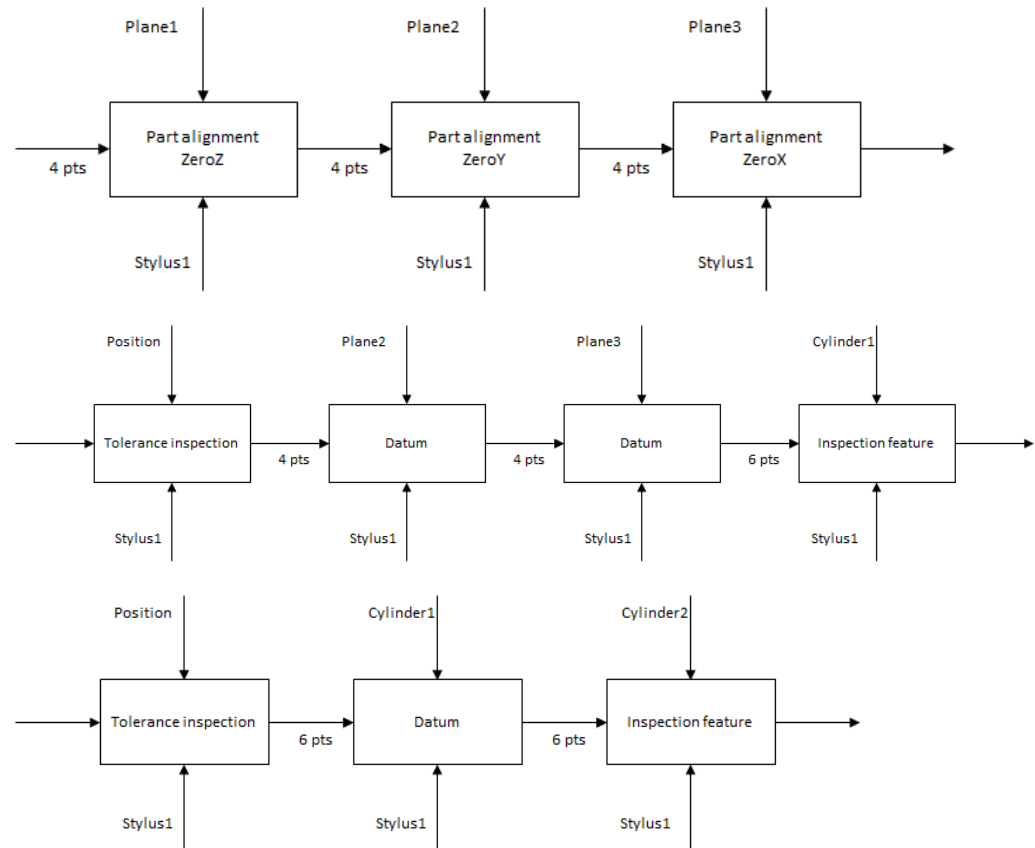 Plane1
Plane2
Plane3
Part alignment
ZeroZ
Part alignment
ZeroY
Part alignment
ZeroX
4 pts
4 pts
4 pts
Stylus1
Stylus1
Stylus1
Position
Plane2
Plane3
Cylinder1
Tolerance inspection
Datum
Datum
Inspection feature
4 pts
4 pts
6 pts
Stylus1
Stylus1
Stylus1
Stylus1
Position
Cylinder1
Cylinder2
Tolerance inspection
Datum
Inspection feature
6 pts
6 pts
Stylus1
Stylus1
Stylus1